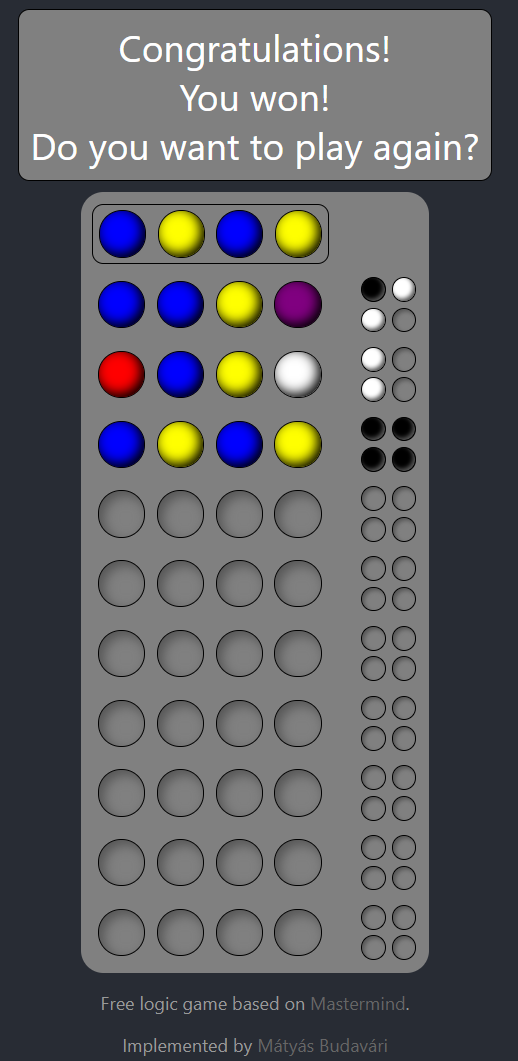 Congratulations!
You won!
Do you want to play again?
Free logic game based on Mastermind.
Implemented by Mátyás Budavári